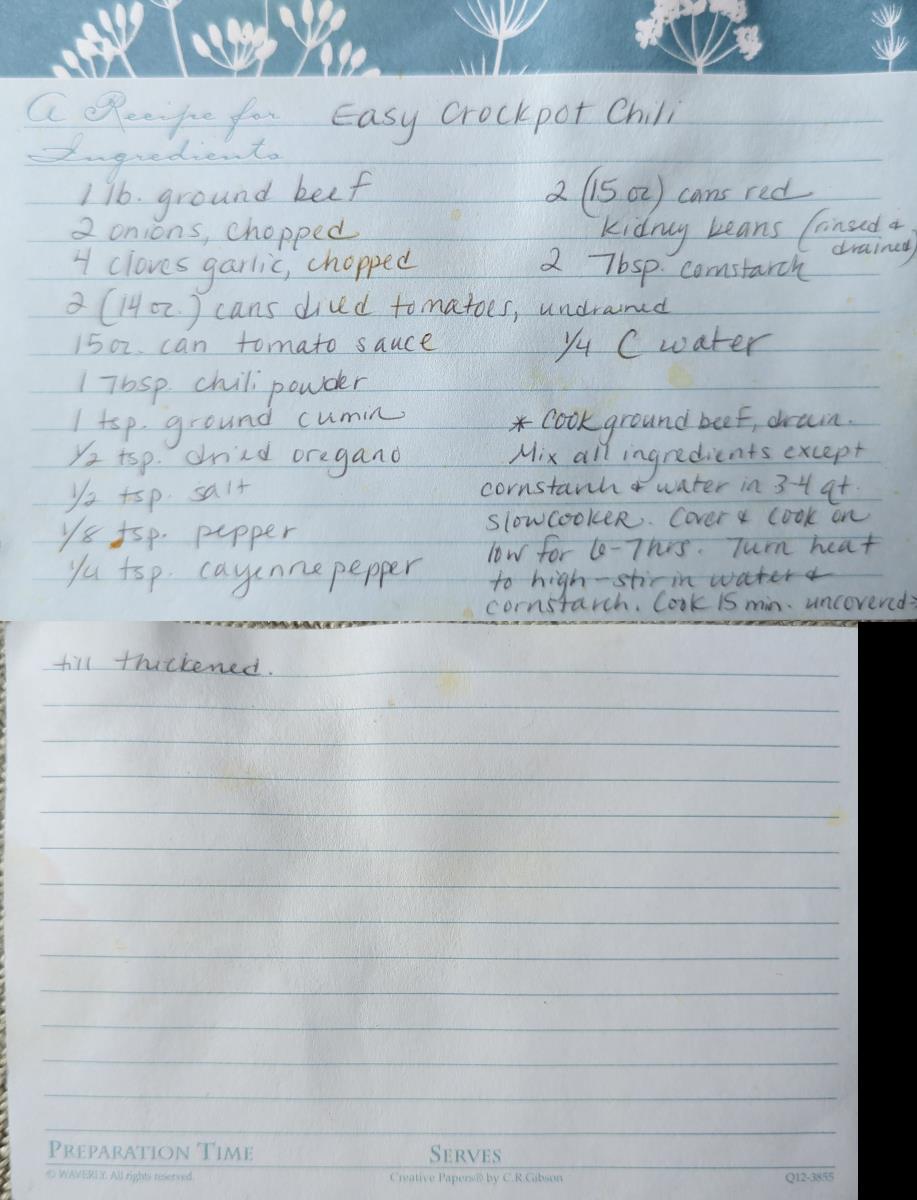 A Recipe for Easy Crockpot Chili
Ingredients
1 lb. ground beef
2 onions, chopped
4 cloves garlic, chopped
2 (14 oz.) cans diced tomatoes, undrained
15 oz. can tomato sauce
1 Tbsp. chili powder
1 tsp. ground cumin
1/2 tsp. dried oregano
1/2 tsp. salt
1/8 tsp. pepper
1/4 tsp. cayenne pepper
2 (15 oz) cans red
kidney beans (rinsed &
drained)
2 Tbsp. cornstarch
1/4 C water
* Cook ground beef, drain.
Mix all ingredients except
cornstarch & water in 3-4 qt.
slowcooker. Cover & cook on
low for 6-7 hrs. Turn heat
to high - stir in water &
cornstarch. Cook 15 min. uncovered
till thickened.
PREPARATION TIME SERVES
© WAVERLY. All rights reserved. Creative Papers® by C.R.Gibson Q12-3855